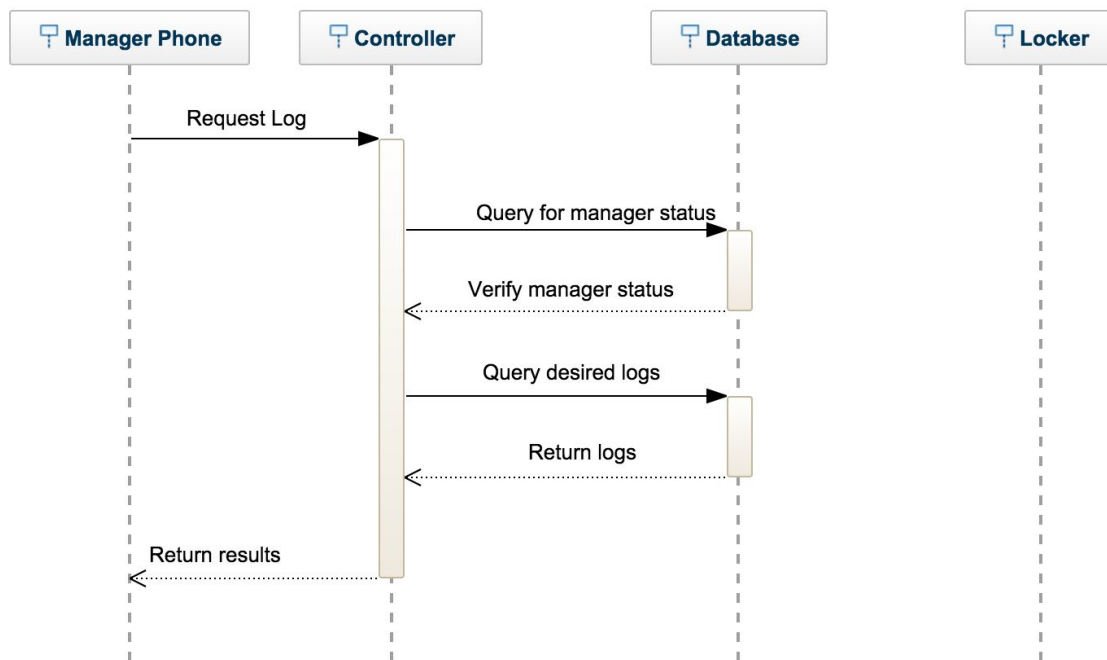 Manager Phone
Controller
Database
Locker
Request Log
Query for manager status
Verify manager status
Query desired logs
Return logs
Return results